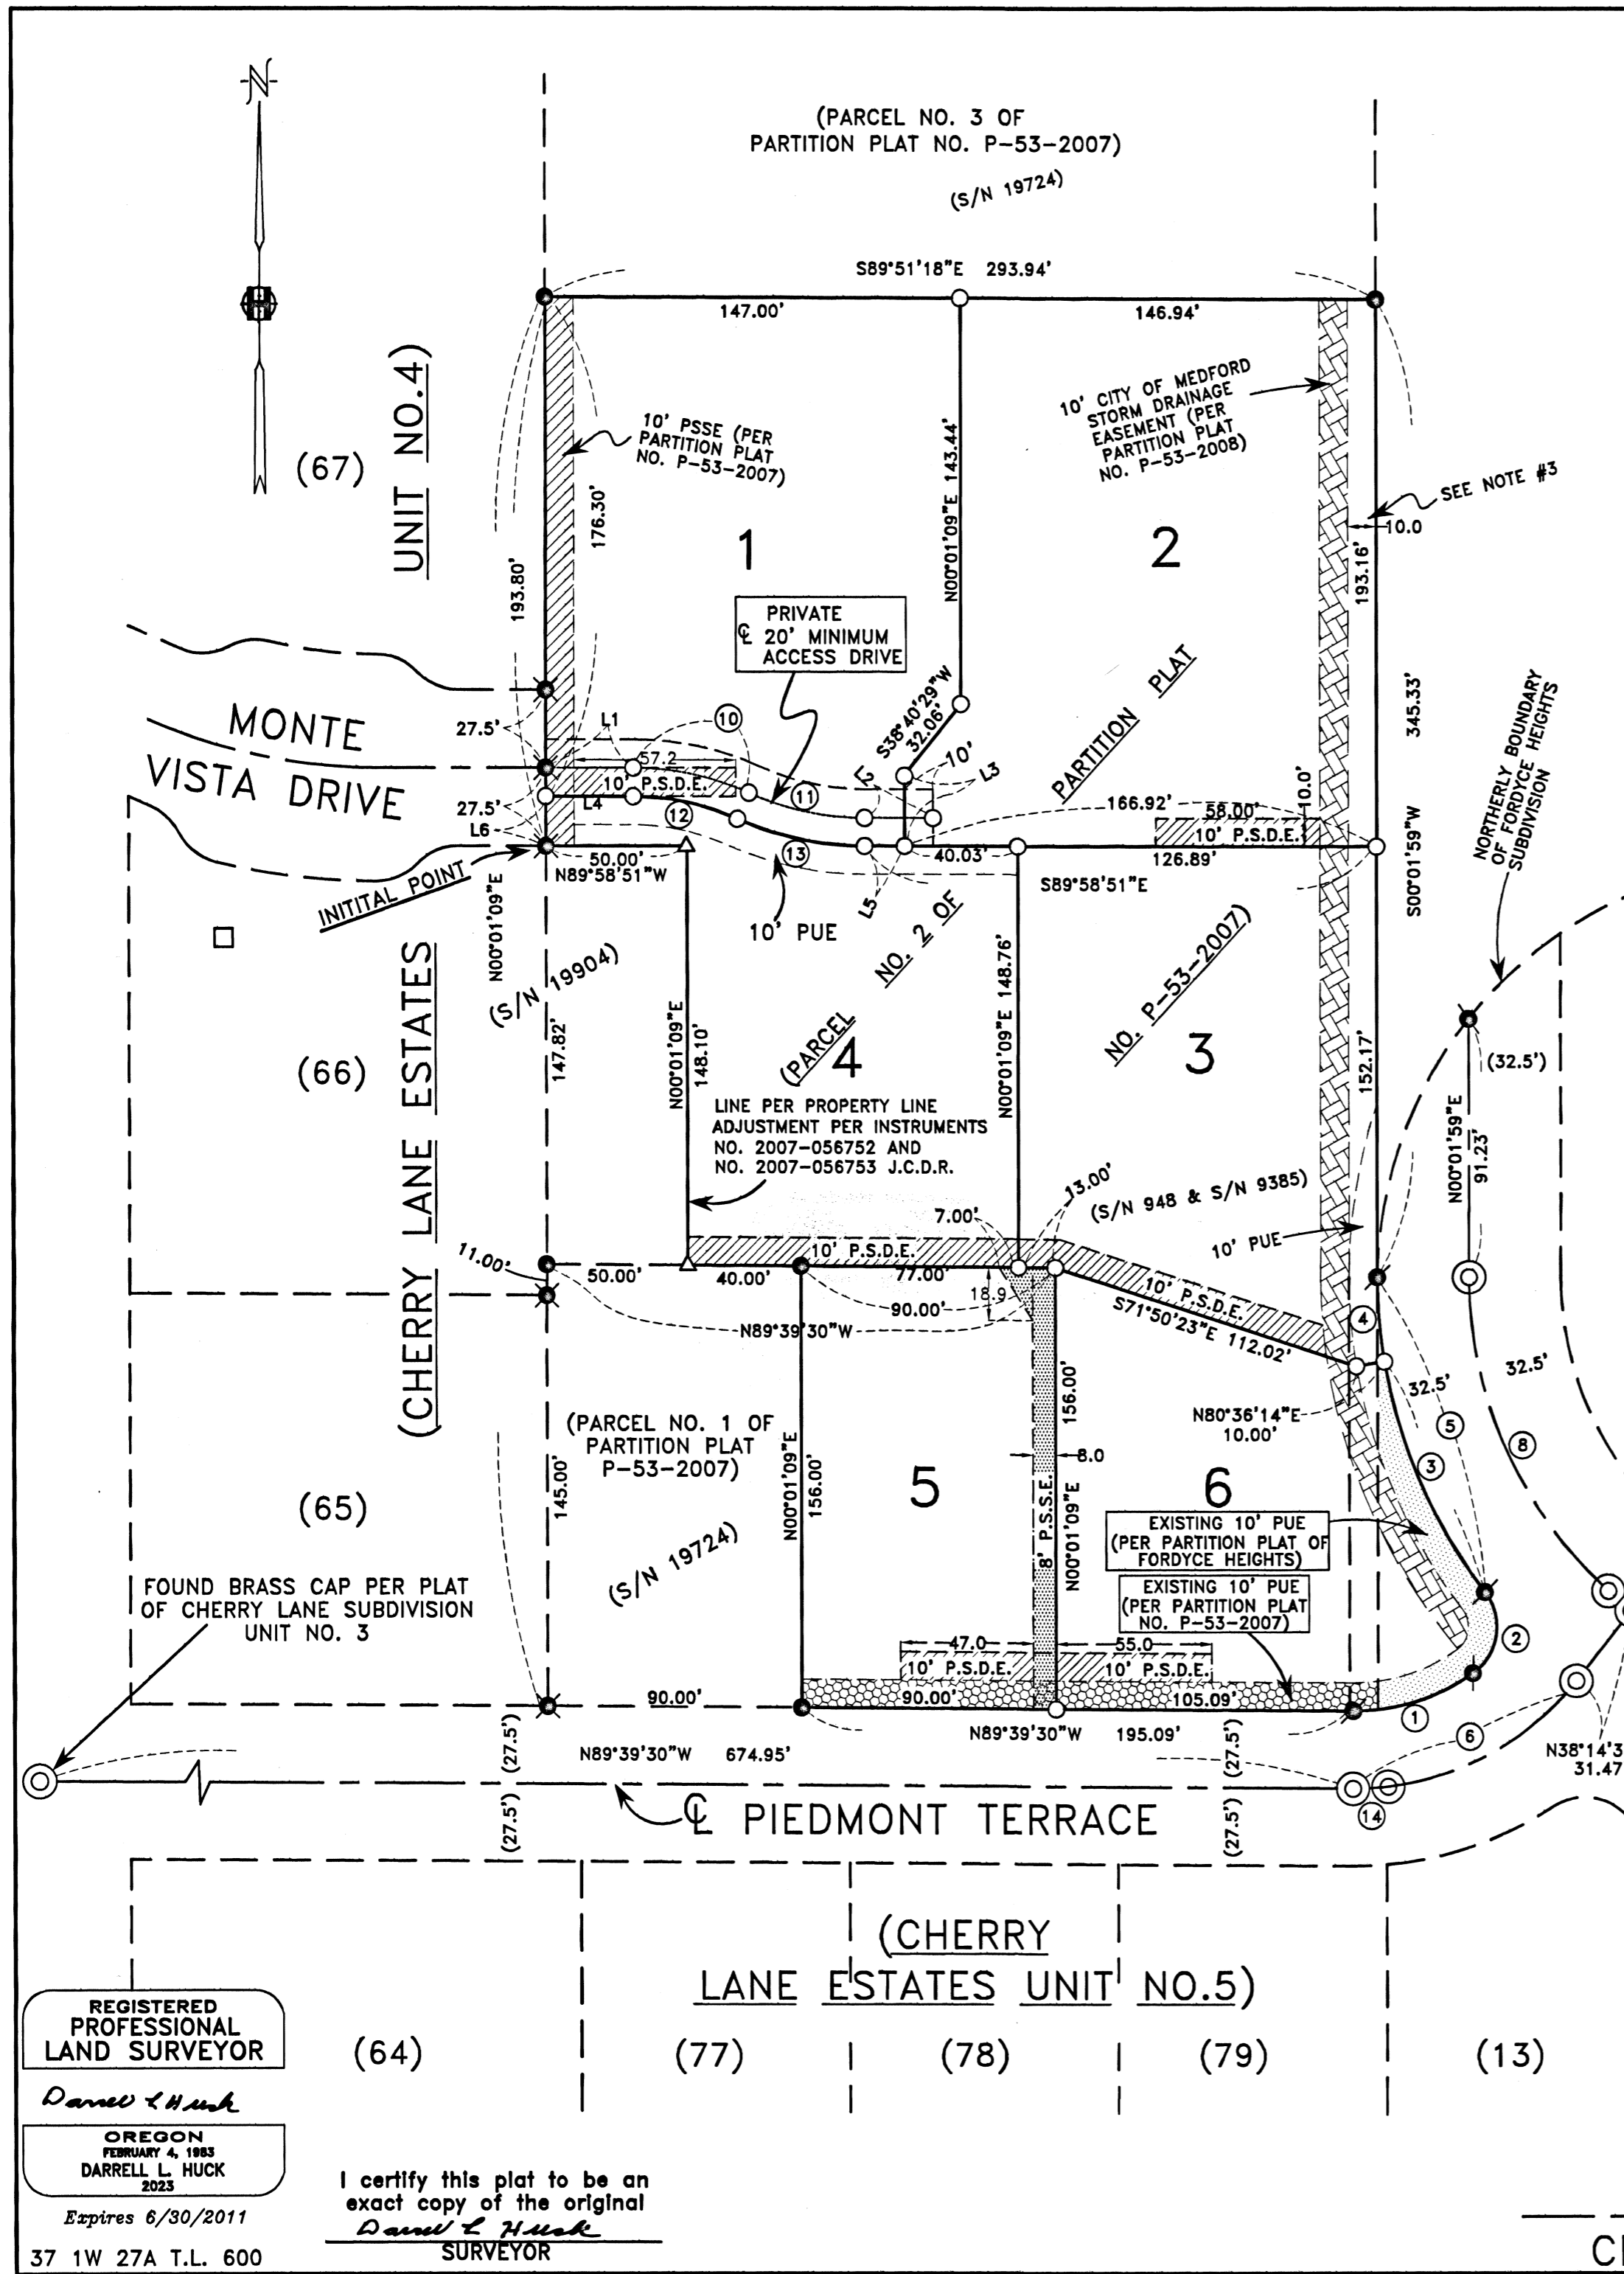 N
(PARCEL NO. 3 OF
PARTITION PLAT NO. P-53-2007)
(S/N 19724)
S89°51'18"E 293.94'
147.00'
146.94'
UNIT NO.4)
(67)
10' PSSE (PER
PARTITION PLAT
NO. P-53-2007)
176.30'
193.80'
1
N00°01'09"E 143.44'
10' CITY OF MEDFORD
STORM DRAINAGE
EASEMENT (PER
PARTITION PLAT
NO. P-53-2008)
SEE NOTE #3
10.0
2
193.16'
PRIVATE
℄ 20' MINIMUM
ACCESS DRIVE
S38°40'29"W
32.06'
PARTITION PLAT
345.33'
S00°01'59"W
NORTHERLY BOUNDARY
OF FORDYCE HEIGHTS
SUBDIVISION
MONTE
VISTA DRIVE
27.5'
27.5'
L1
10
57.2
10' P.S.D.E.
L4
12
11
L2
10'
L3
L6
13
L5
166.92'
58.00'
10.0'
10' P.S.D.E.
50.00'
N89°58'51"W
40.03'
126.89'
S89°58'51"E
INITITAL POINT
10' PUE
N00°01'09"E
(S/N 19904)
147.82'
(CHERRY LANE ESTATES
(66)
N00°01'09"E
148.10'
(PARCEL
NO. 2 OF
4
N00°01'09"E 148.76'
NO. P-53-2007)
3
152.17'
(32.5')
N00°01'59"E
91.23'
LINE PER PROPERTY LINE
ADJUSTMENT PER INSTRUMENTS
NO. 2007-056752 AND
NO. 2007-056753 J.C.D.R.
13.00'
7.00'
(S/N 948 & S/N 9385)
10' PUE
10' P.S.D.E.
11.00'
50.00'
40.00'
77.00'
90.00'
18.9
N89°39'30"W
10' P.S.D.E.
S71°50'23"E 112.02'
4
32.5'
32.5'
N80°36'14"E
10.00'
5
8
3
(PARCEL NO. 1 OF
PARTITION PLAT
P-53-2007)
(S/N 19724)
145.00'
N00°01'09"E
156.00'
5
8' P.S.S.E.
8.0
156.00'
N00°01'09"E
6
(65)
EXISTING 10' PUE
(PER PARTITION PLAT OF
FORDYCE HEIGHTS)
EXISTING 10' PUE
(PER PARTITION PLAT
NO. P-53-2007)
FOUND BRASS CAP PER PLAT
OF CHERRY LANE SUBDIVISION
UNIT NO. 3
47.0
55.0
10' P.S.D.E.
10' P.S.D.E.
2
90.00'
90.00'
105.09'
1
N89°39'30"W 195.09'
6
N89°39'30"W 674.95'
(27.5')
(27.5')
(27.5')
(27.5')
N38°14'3
31.47
14
℄ PIEDMONT TERRACE
(CHERRY
LANE ESTATES UNIT NO.5)
(64)
(77)
(78)
(79)
(13)
REGISTERED
PROFESSIONAL
LAND SURVEYOR
Darrell L Huck
OREGON
FEBRUARY 4, 1983
DARRELL L. HUCK
2023
Expires 6/30/2011
37 1W 27A T.L. 600
I certify this plat to be an
exact copy of the original
Darrell L Huck
SURVEYOR